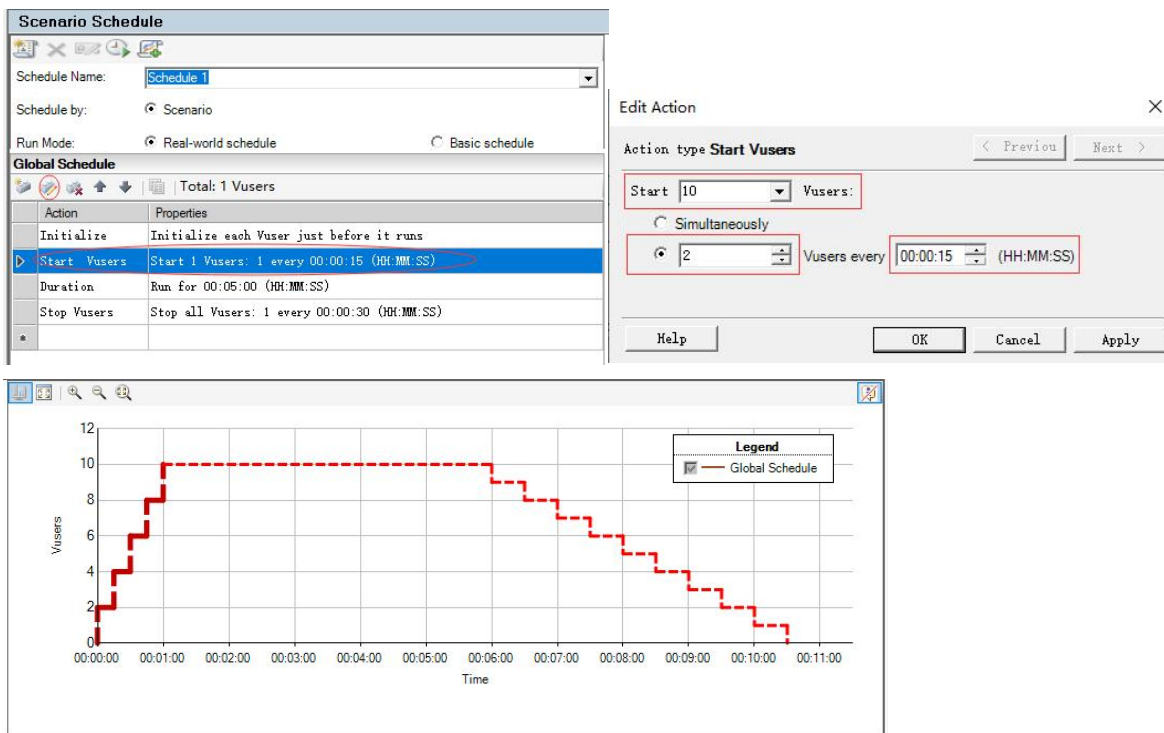 Scenario Schedule
Schedule Name: Schedule 1
Schedule by: Scenario
Run Mode: Real-world schedule Basic schedule
Global Schedule
Total: 1 Vusers
Action Properties
Initialize Initialize each Vuser just before it runs
Start Vusers Start 1 Vusers: 1 every 00:00:15 (HH:MM:SS)
Duration Run for 00:05:00 (HH:MM:SS)
Stop Vusers Stop all Vusers: 1 every 00:00:30 (HH:MM:SS)
*
Edit Action
Action type Start Vusers < Previou Next >
Start 10 Vusers:
Simultaneously
2 Vusers every 00:00:15 (HH:MM:SS)
Help OK Cancel Apply
12
10
8
6
4
2
0
Vusers
Legend
Global Schedule
00:00:00 00:01:00 00:02:00 00:03:00 00:04:00 00:05:00 00:06:00 00:07:00 00:08:00 00:09:00 00:10:00 00:11:00
Time